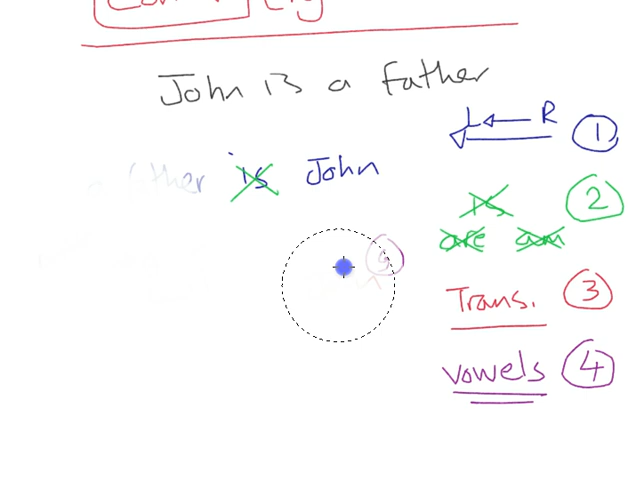 John is a father
L ← R 1
father is John
is 2
are am
Trans. 3
vowels 4